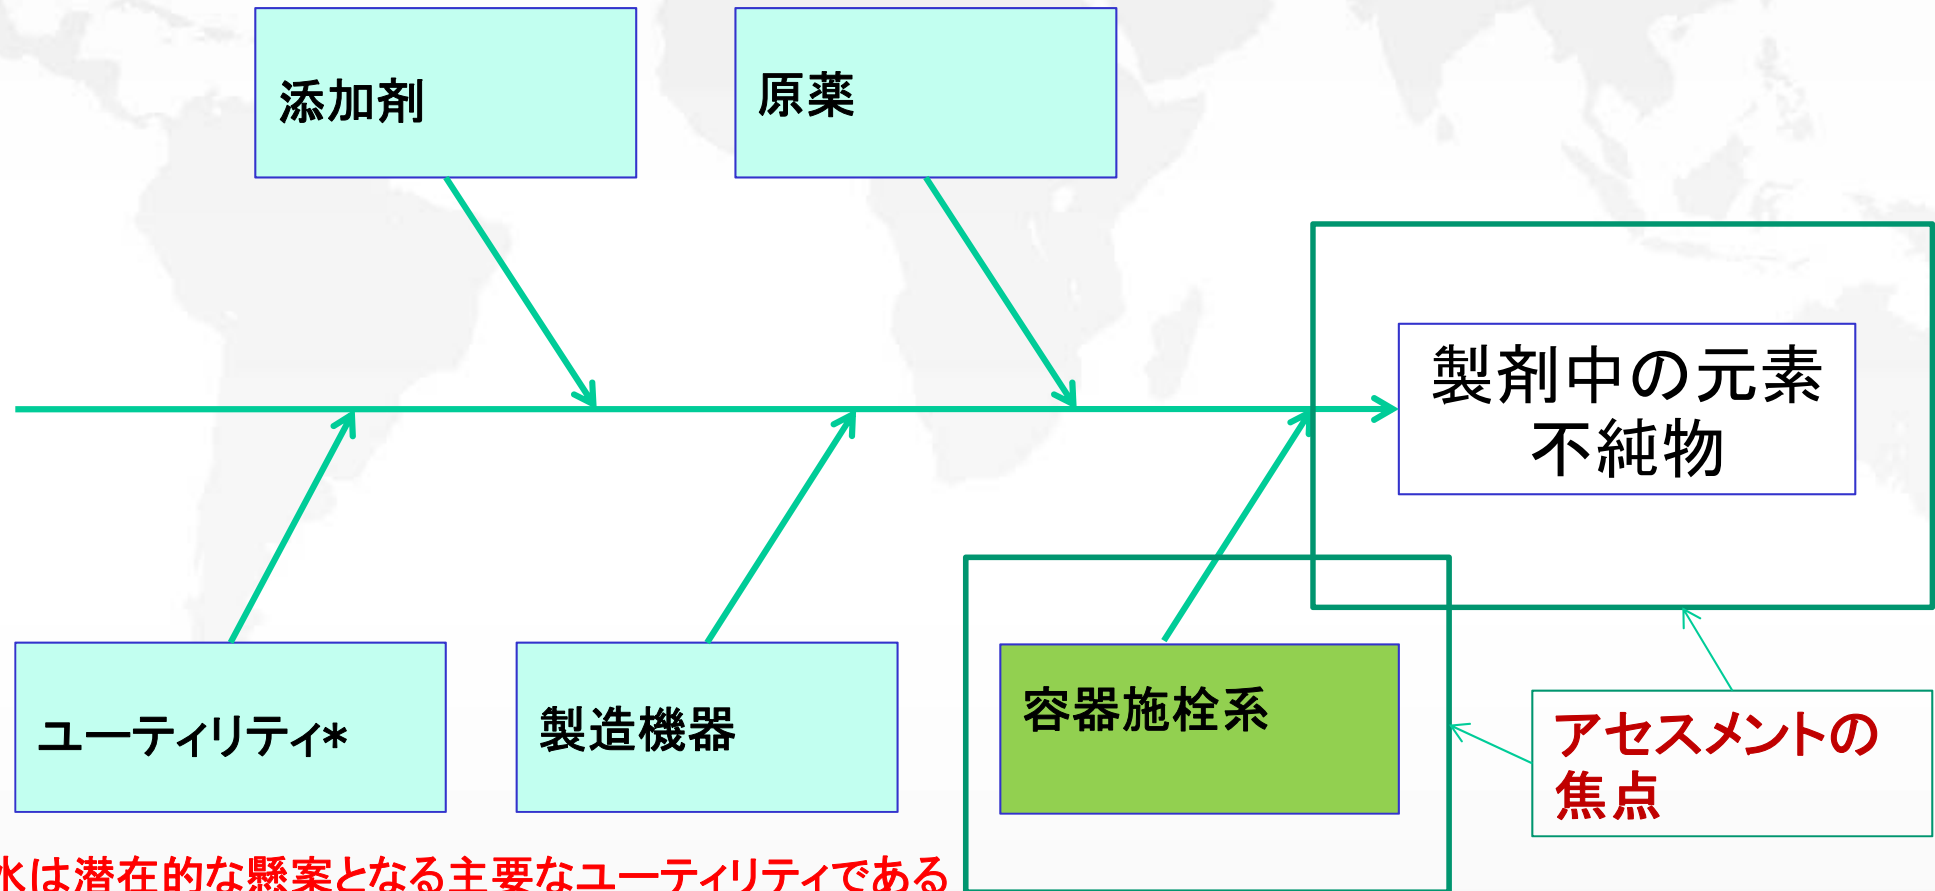 添加剤
原薬
製剤中の元素
不純物
ユーティリティ*
製造機器
容器施栓系
アセスメントの
焦点
水は潜在的な懸案となる主要なユーティリティである